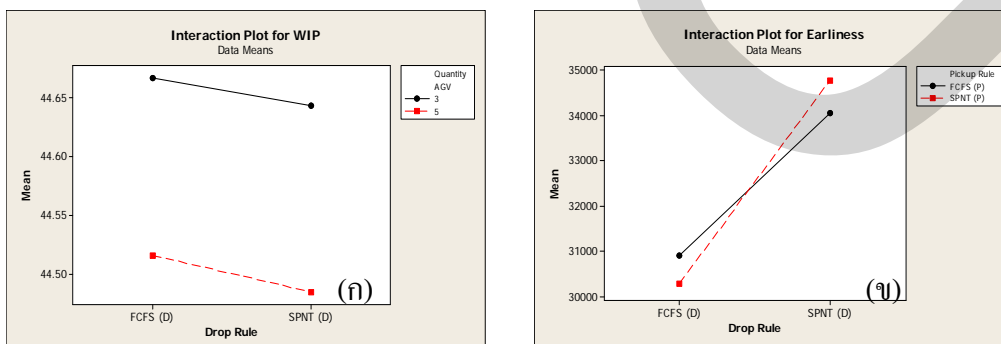 Interaction Plot for WIP
Data Means
Quantity
AGV
3
5
44.65
44.60
44.55
44.50
Mean
FCFS (D)
SPNT (D)
Drop Rule
(ก)
Interaction Plot for Earliness
Data Means
Pickup Rule
FCFS (P)
SPNT (P)
35000
34000
33000
32000
31000
30000
Mean
FCFS (D)
SPNT (D)
Drop Rule
(ข)